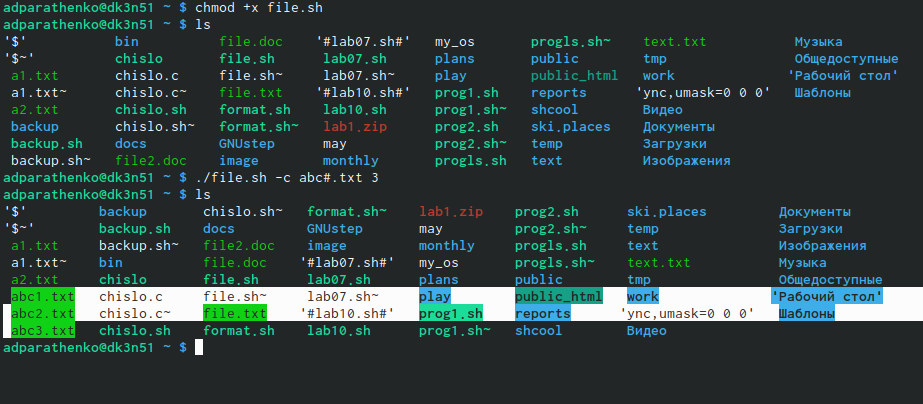 adparathenko@dk3n51 ~ $ chmod +x file.sh
adparathenko@dk3n51 ~ $ ls
'$' bin file.doc '#lab07.sh#' my_os progls.sh~ text.txt Музыка
'$~' chislo file.sh lab07.sh plans public tmp Общедоступные
a1.txt chislo.c file.sh~ lab07.sh~ play public_html work 'Рабочий стол'
a1.txt~ chislo.c~ file.txt '#lab10.sh#' prog1.sh reports 'ync,umask=0 0 0' Шаблоны
a2.txt chislo.sh format.sh lab10.sh prog1.sh~ shcool Видео
backup chislo.sh~ format.sh~ lab1.zip prog2.sh ski.places Документы
backup.sh docs GNUstep may prog2.sh~ temp Загрузки
backup.sh~ file2.doc image monthly progls.sh text Изображения
adparathenko@dk3n51 ~ $ ./file.sh -c abc#.txt 3
adparathenko@dk3n51 ~ $ ls
'$' backup chislo.sh~ format.sh~ lab1.zip prog2.sh ski.places Документы
'$~' backup.sh docs GNUstep may prog2.sh~ temp Загрузки
a1.txt backup.sh~ file2.doc image monthly progls.sh text Изображения
a1.txt~ bin file.doc '#lab07.sh#' my_os progls.sh~ text.txt Музыка
a2.txt chislo file.sh lab07.sh plans public tmp Общедоступные
abc1.txt chislo.c file.sh~ lab07.sh~ play public_html work 'Рабочий стол'
abc2.txt chislo.c~ file.txt '#lab10.sh#' prog1.sh reports 'ync,umask=0 0 0' Шаблоны
abc3.txt chislo.sh format.sh lab10.sh prog1.sh~ shcool Видео
adparathenko@dk3n51 ~ $